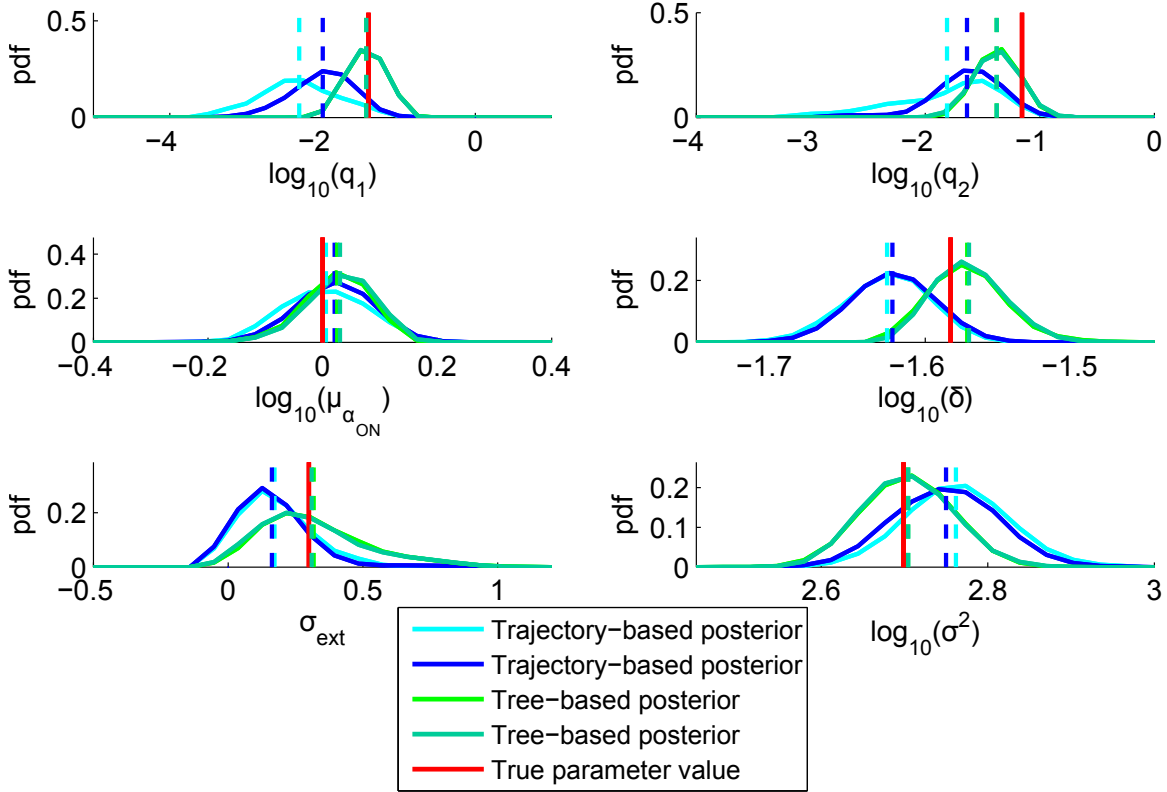 0.5
0
pdf
−4
−2
0
log10(q1)
0.5
0
pdf
−4
−3
−2
−1
0
log10(q2)
0.4
0.2
0
pdf
−0.4
−0.2
0
0.2
0.4
log10(μαON)
0.2
0
pdf
−1.7
−1.6
−1.5
log10(δ)
0.2
0
pdf
−0.5
0
0.5
1
σext
0.2
0.1
0
pdf
2.6
2.8
3
log10(σ²)
Trajectory−based posterior
Trajectory−based posterior
Tree−based posterior
Tree−based posterior
True parameter value